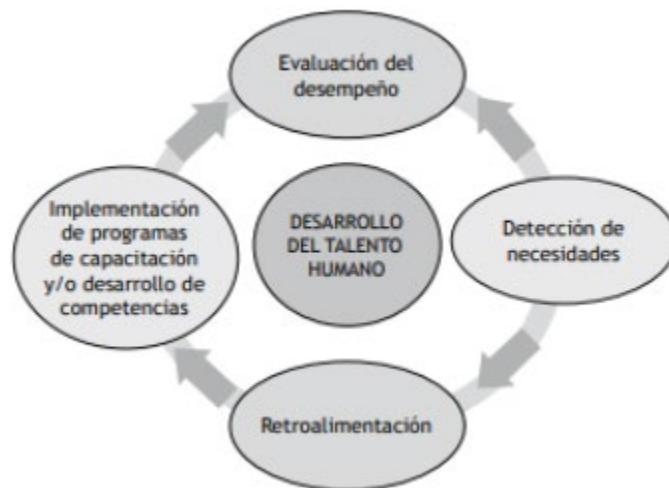 Evaluación del
desempeño
Implementación
de programas
de capacitación
y/o desarrollo de
competencias
DESARROLLO
DEL TALENTO
HUMANO
Detección de
necesidades
Retroalimentación